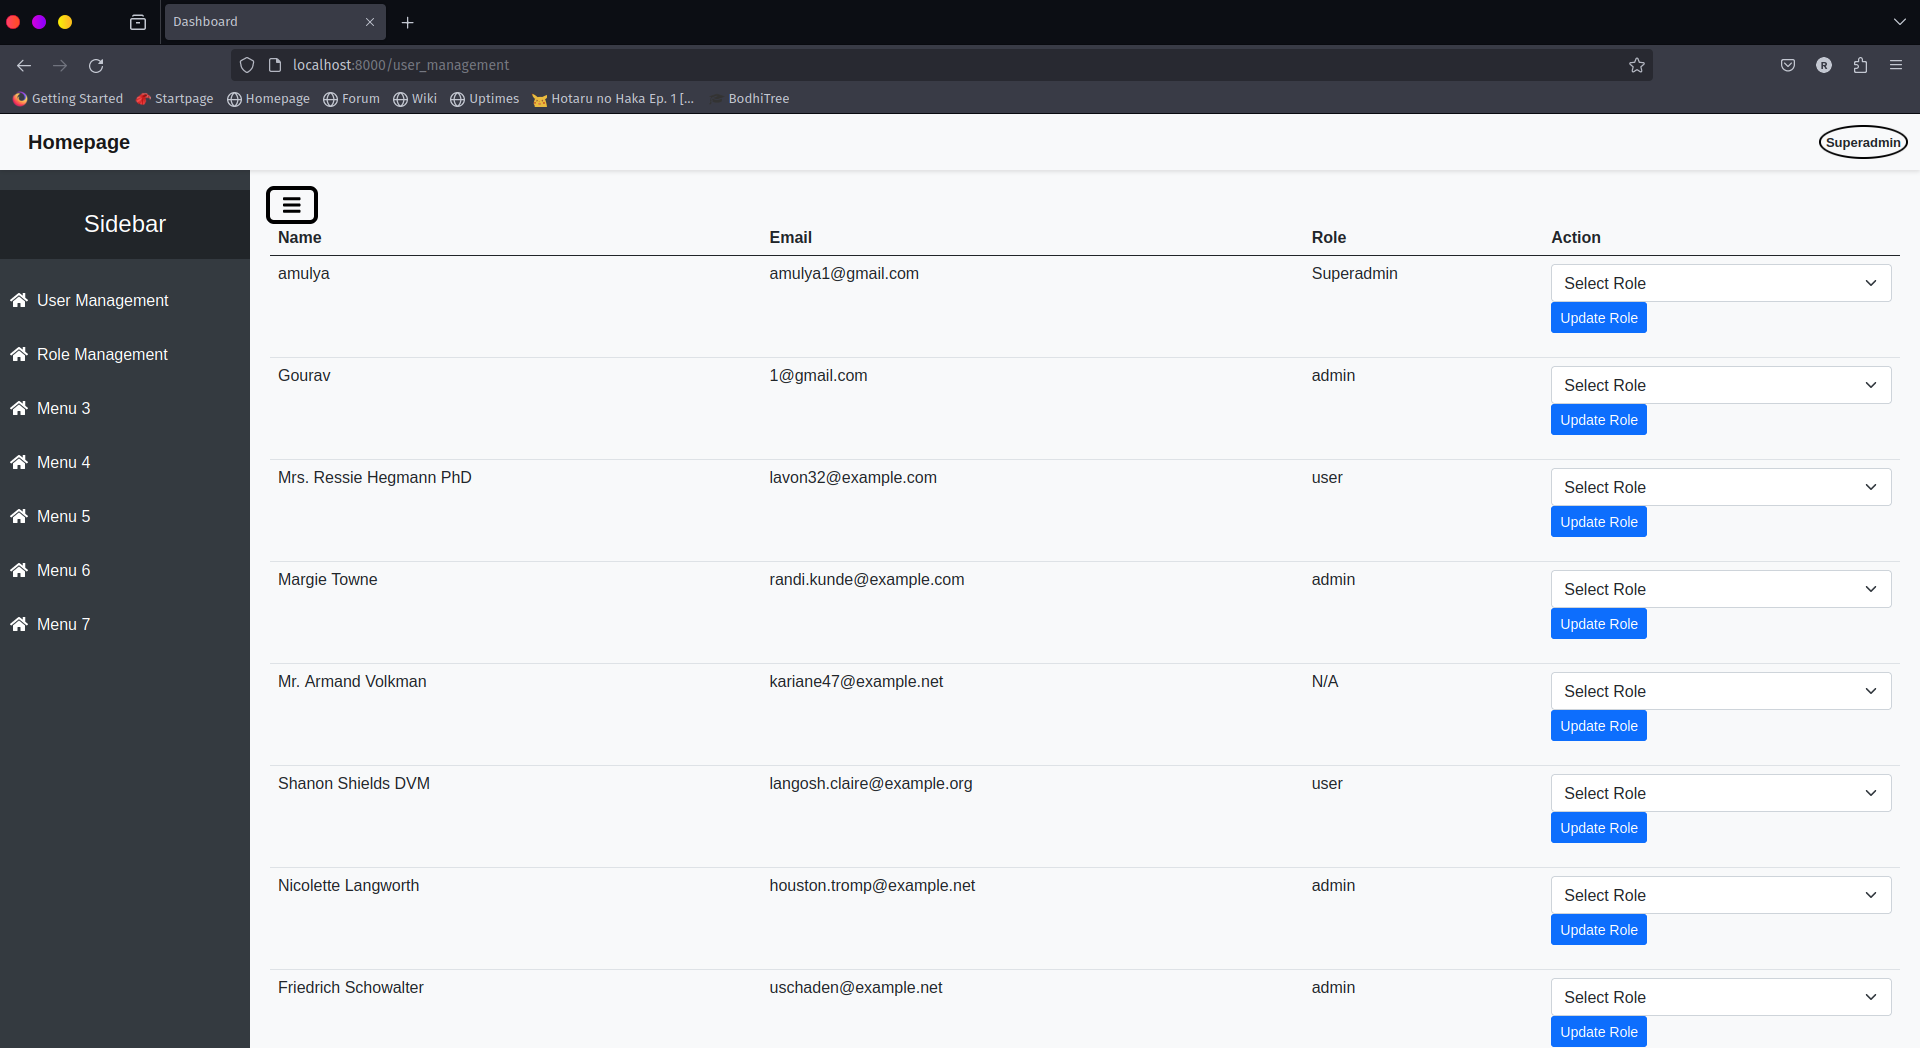 Dashboard
localhost:8000/user_management
R
Getting Started Startpage Homepage Forum Wiki Uptimes Hotaru no Haka Ep. 1 [... BodhiTree
Homepage Superadmin
Sidebar
User Management
Role Management
Menu 3
Menu 4
Menu 5
Menu 6
Menu 7
Name Email Role Action
amulya amulya1@gmail.com Superadmin Select Role
Update Role
Gourav 1@gmail.com admin Select Role
Update Role
Mrs. Ressie Hegmann PhD lavon32@example.com user Select Role
Update Role
Margie Towne randi.kunde@example.com admin Select Role
Update Role
Mr. Armand Volkman kariane47@example.net N/A Select Role
Update Role
Shanon Shields DVM langosh.claire@example.org user Select Role
Update Role
Nicolette Langworth houston.tromp@example.net admin Select Role
Update Role
Friedrich Schowalter uschaden@example.net admin Select Role
Update Role